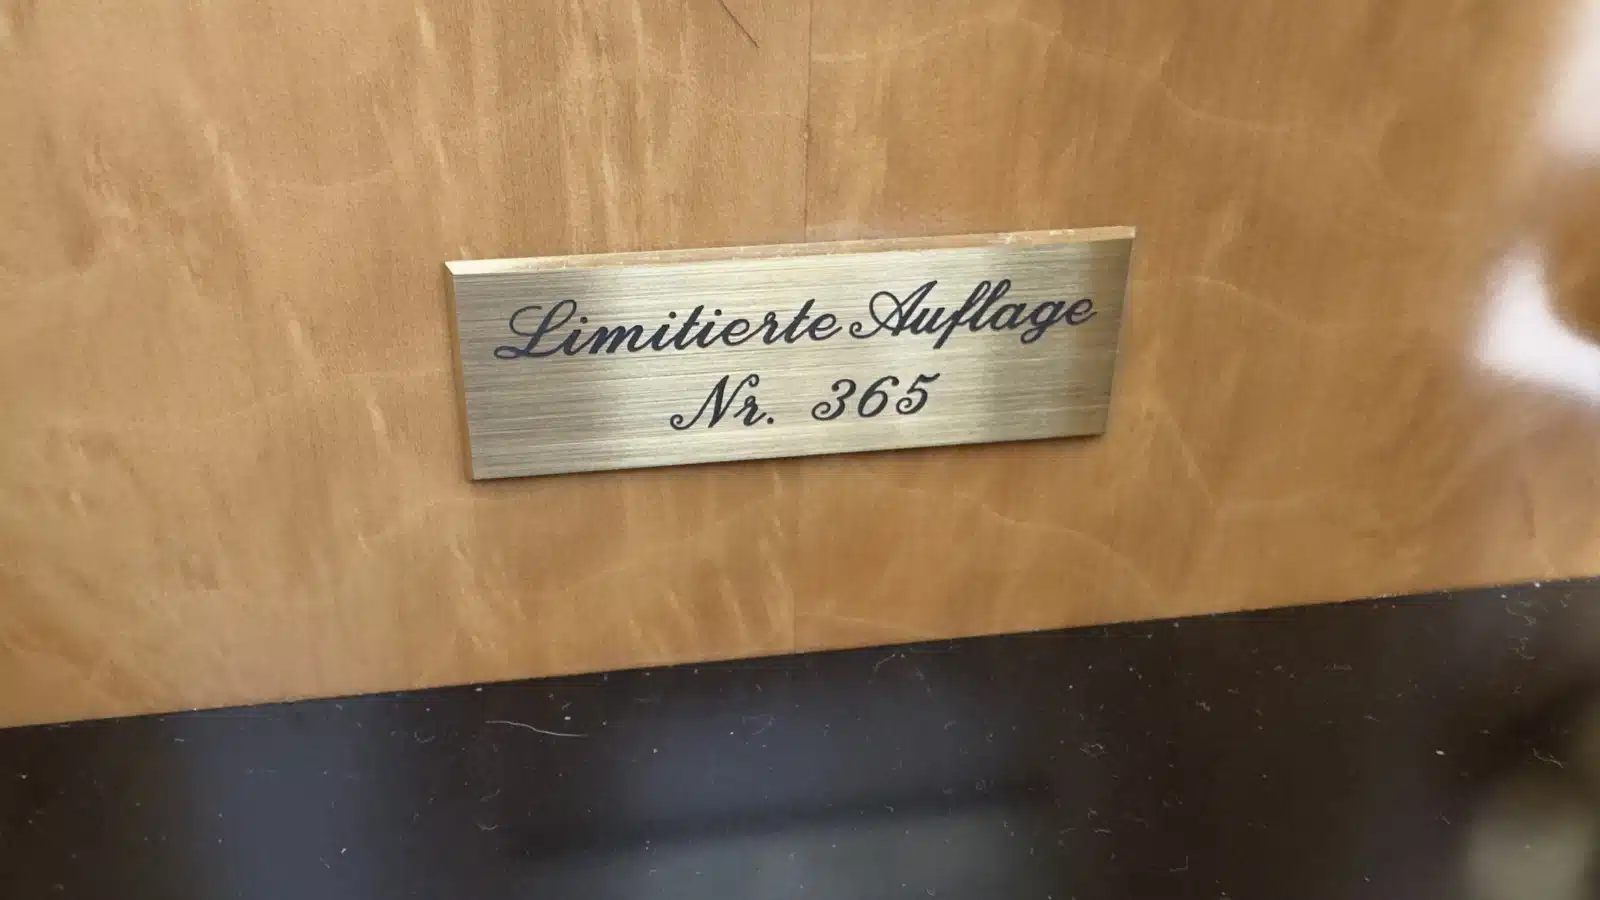 Limitierte Auflage
Nr. 365